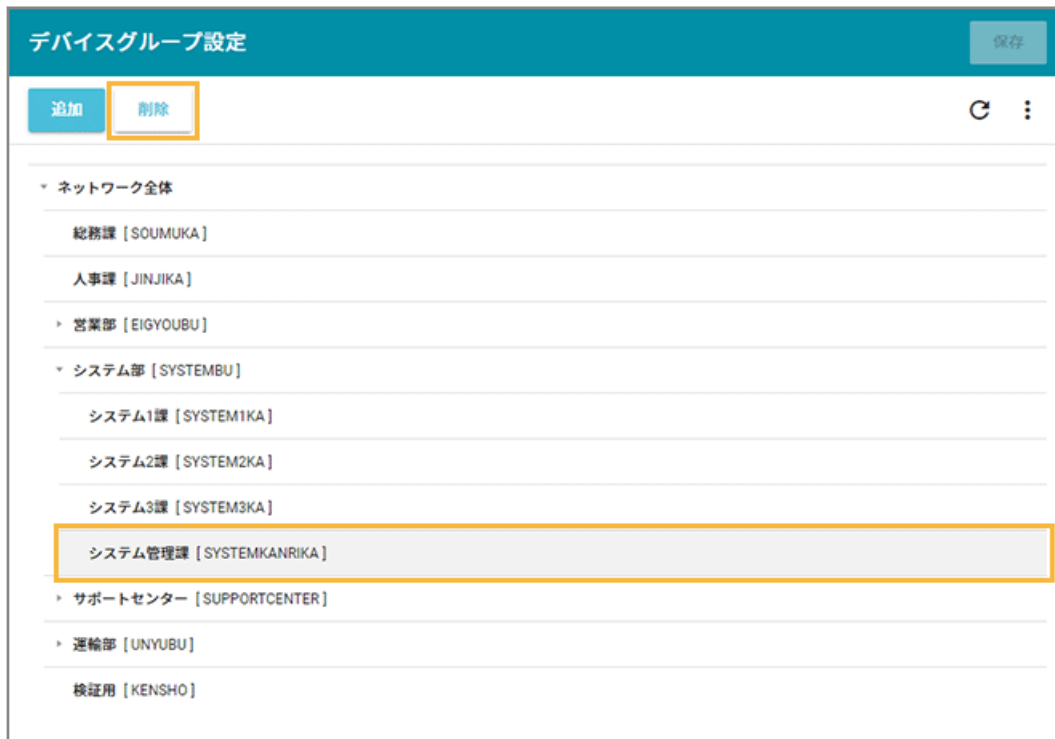 デバイスグループ設定 保存
追加 削除
ネットワーク全体
総務課 [ SOUMUKA ]
人事課 [ JINJIKA ]
営業部 [ EIGYOUBU ]
システム部 [ SYSTEMBU ]
システム1課 [ SYSTEM1KA ]
システム2課 [ SYSTEM2KA ]
システム3課 [ SYSTEM3KA ]
システム管理課 [ SYSTEMKANRIKA ]
サポートセンター [ SUPPORTCENTER ]
運輸部 [ UNYUBU ]
検証用 [ KENSHO ]